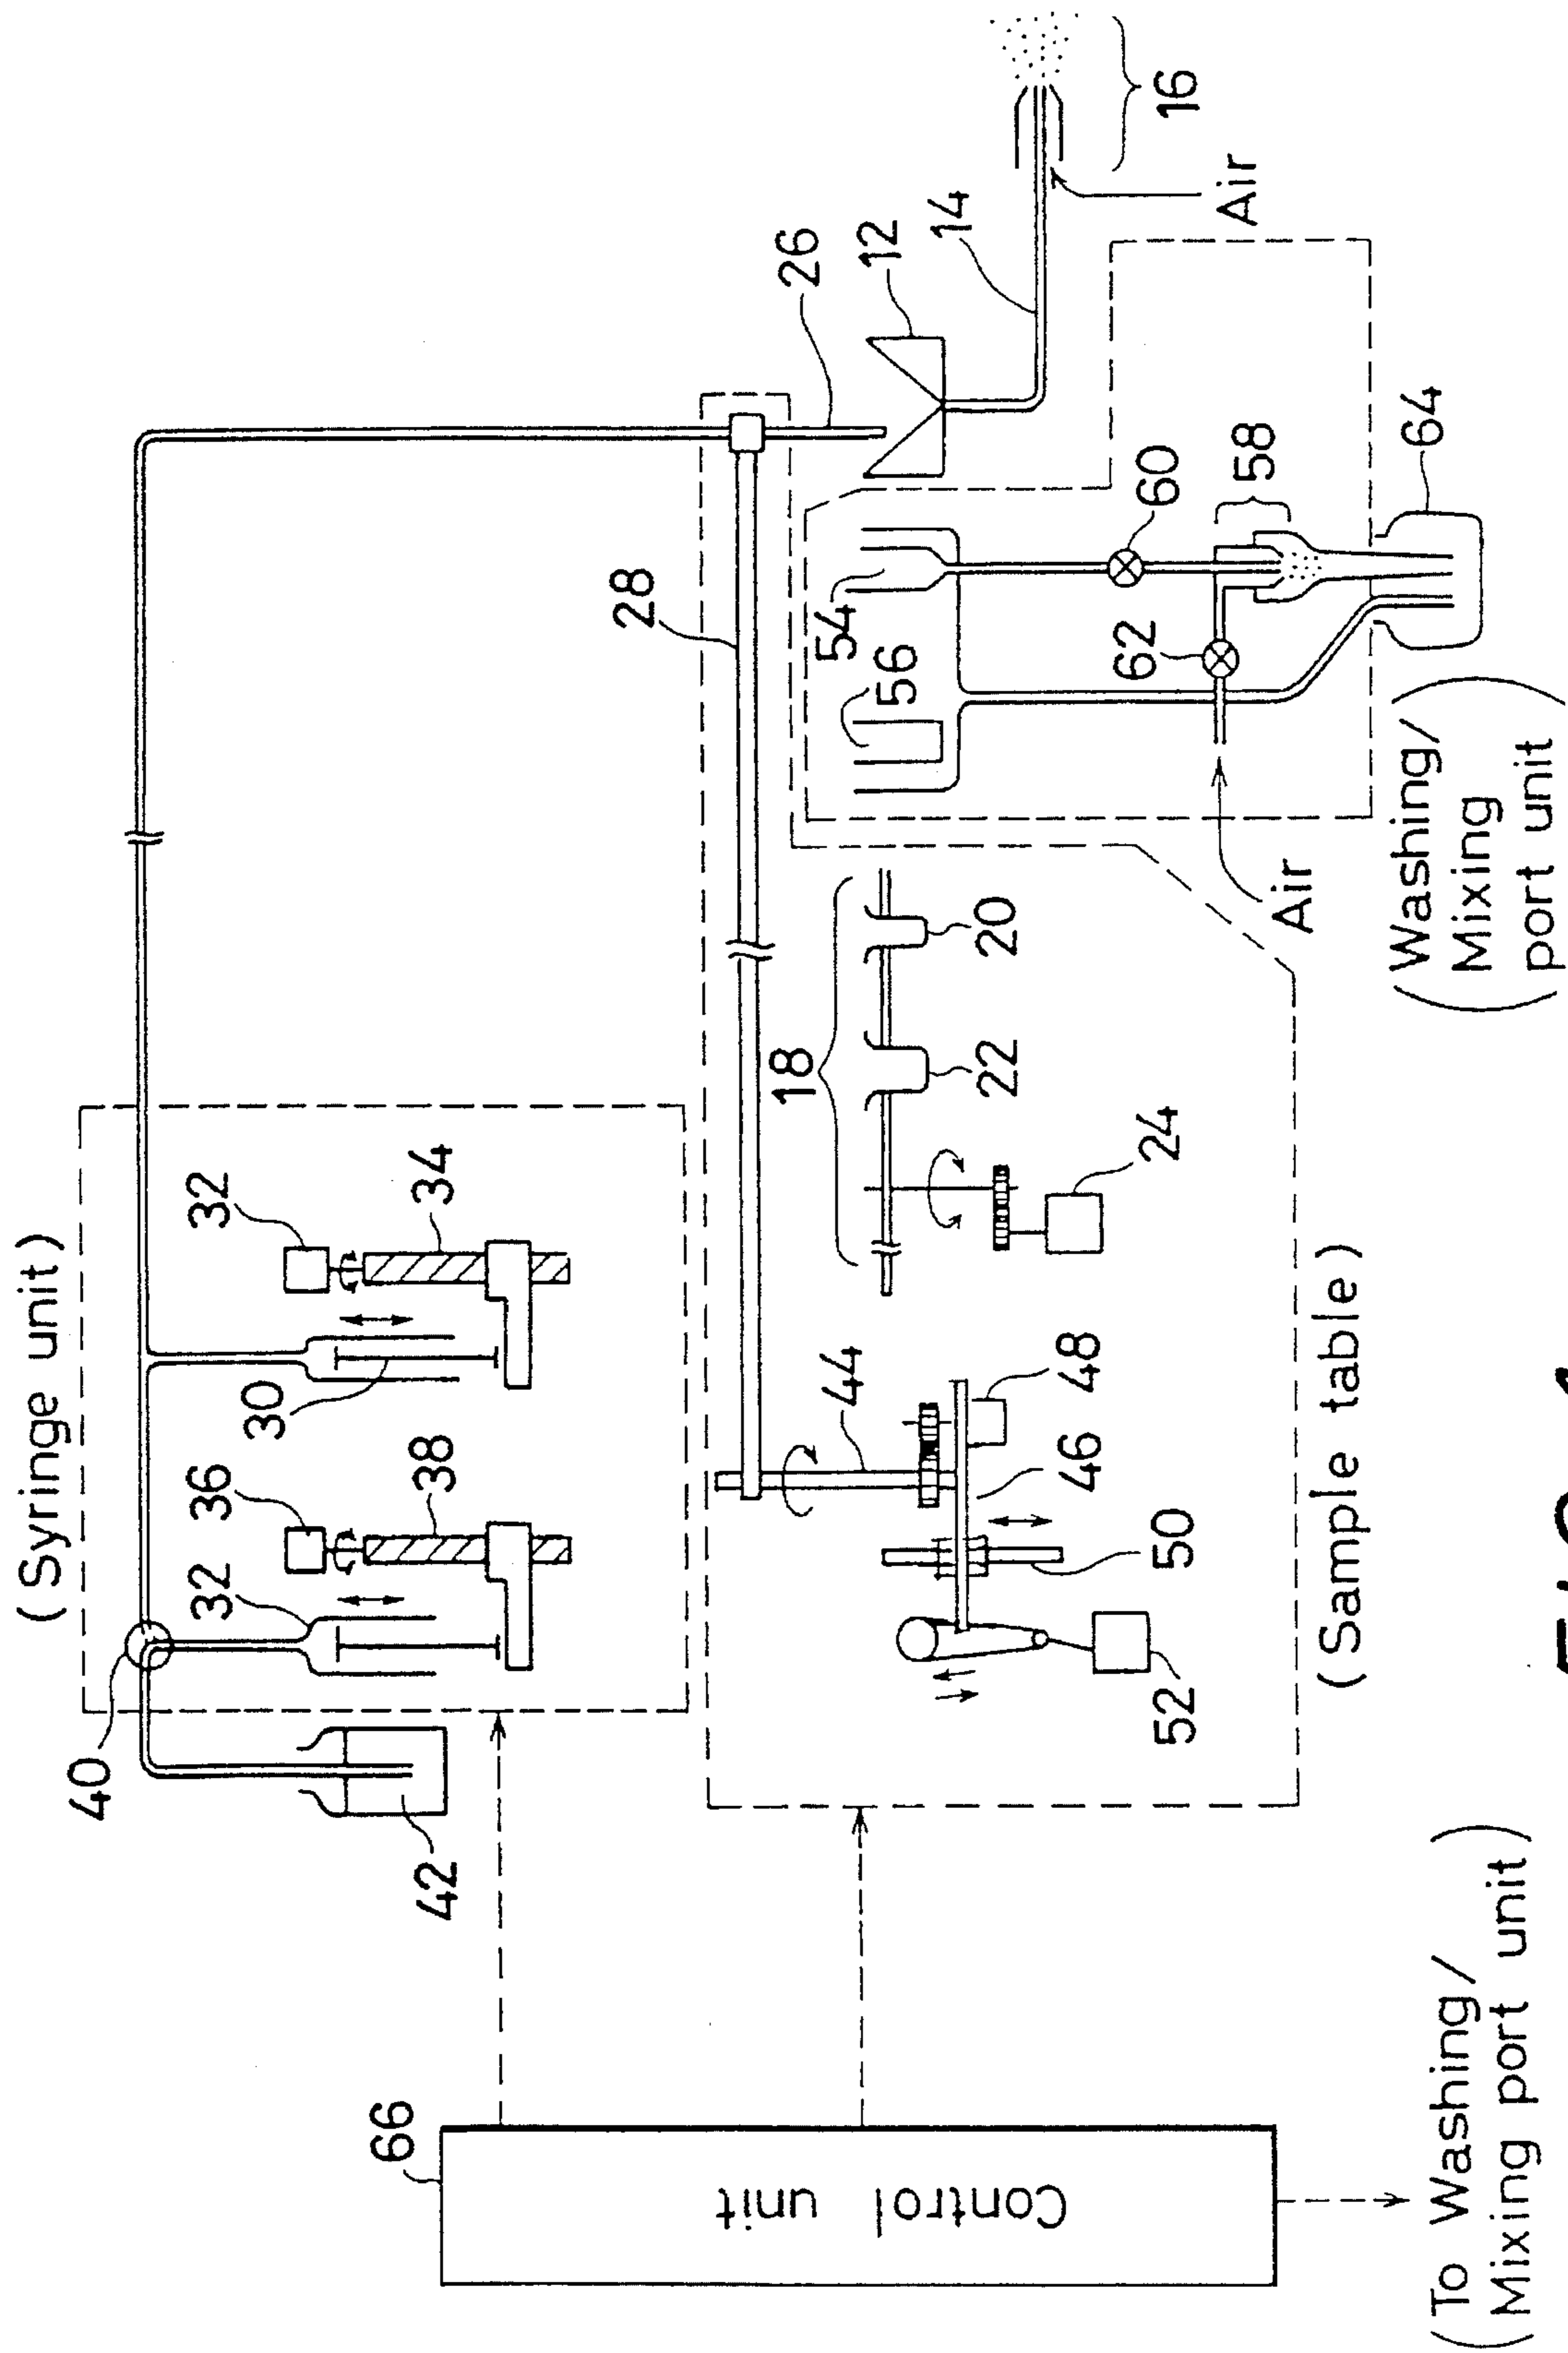 (Syringe unit)
40
36
32
32
38
30
34
42
28
26
12
14
16
Air
44
18
54
56
60
62
58
64
48
46
50
52
24
22
20
Air
(Sample table)
(Washing/
Mixing
port unit)
66
Control
unit
(To Washing/
Mixing port unit)